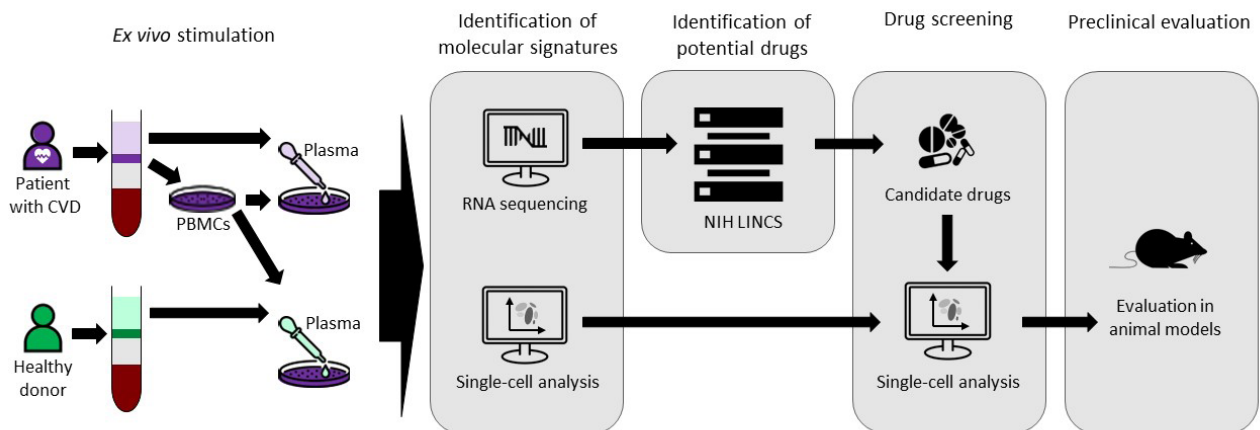 Ex vivo stimulation
Patient
with CVD
PBMCs
Plasma
Healthy
donor
Plasma
Identification of
molecular signatures
RNA sequencing
Single-cell analysis
Identification of
potential drugs
NIH LINCS
Drug screening
Candidate drugs
Single-cell analysis
Preclinical evaluation
Evaluation in
animal models